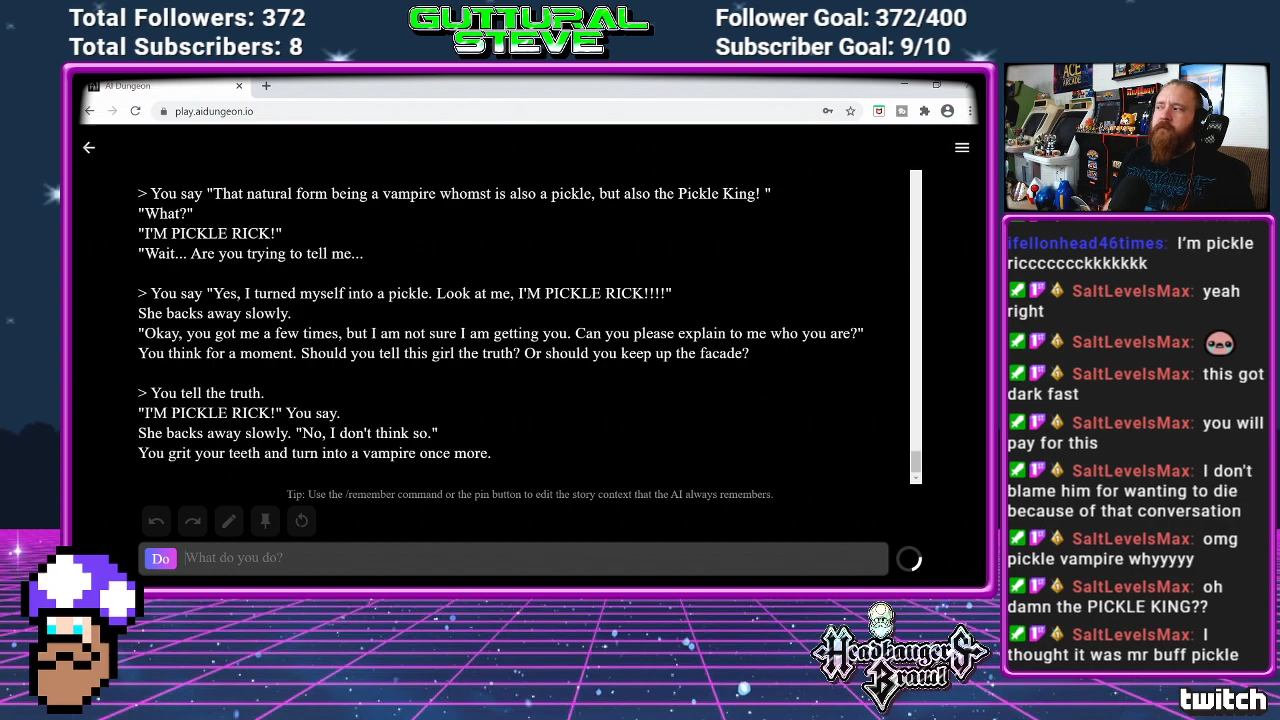 Total Followers: 372
Total Subscribers: 8
GUTTURAL
STEVE
Follower Goal: 372/400
Subscriber Goal: 9/10
AI Dungeon
play.aidungeon.io
> You say "That natural form being a vampire whomst is also a pickle, but also the Pickle King! "
"What?"
"I'M PICKLE RICK!"
"Wait... Are you trying to tell me...
> You say "Yes, I turned myself into a pickle. Look at me, I'M PICKLE RICK!!!!"
She backs away slowly.
"Okay, you got me a few times, but I am not sure I am getting you. Can you please explain to me who you are?"
You think for a moment. Should you tell this girl the truth? Or should you keep up the facade?
> You tell the truth.
"I'M PICKLE RICK!" You say.
She backs away slowly. "No, I don't think so."
You grit your teeth and turn into a vampire once more.
Tip: Use the /remember command or the pin button to edit the story context that the AI always remembers.
Do What do you do?
ACE
ARCADE
ifellonhead46times: I'm pickle
riccccccckkkkkkk
SaltLevelsMax: yeah
right
SaltLevelsMax:
SaltLevelsMax: this got
dark fast
SaltLevelsMax: you will
pay for this
SaltLevelsMax: I don't
blame him for wanting to die
because of that conversation
SaltLevelsMax: omg
pickle vampire whyyyyy
SaltLevelsMax: oh
damn the PICKLE KING??
SaltLevelsMax: I
thought it was mr buff pickle
Headbangers
Brawl
twitch